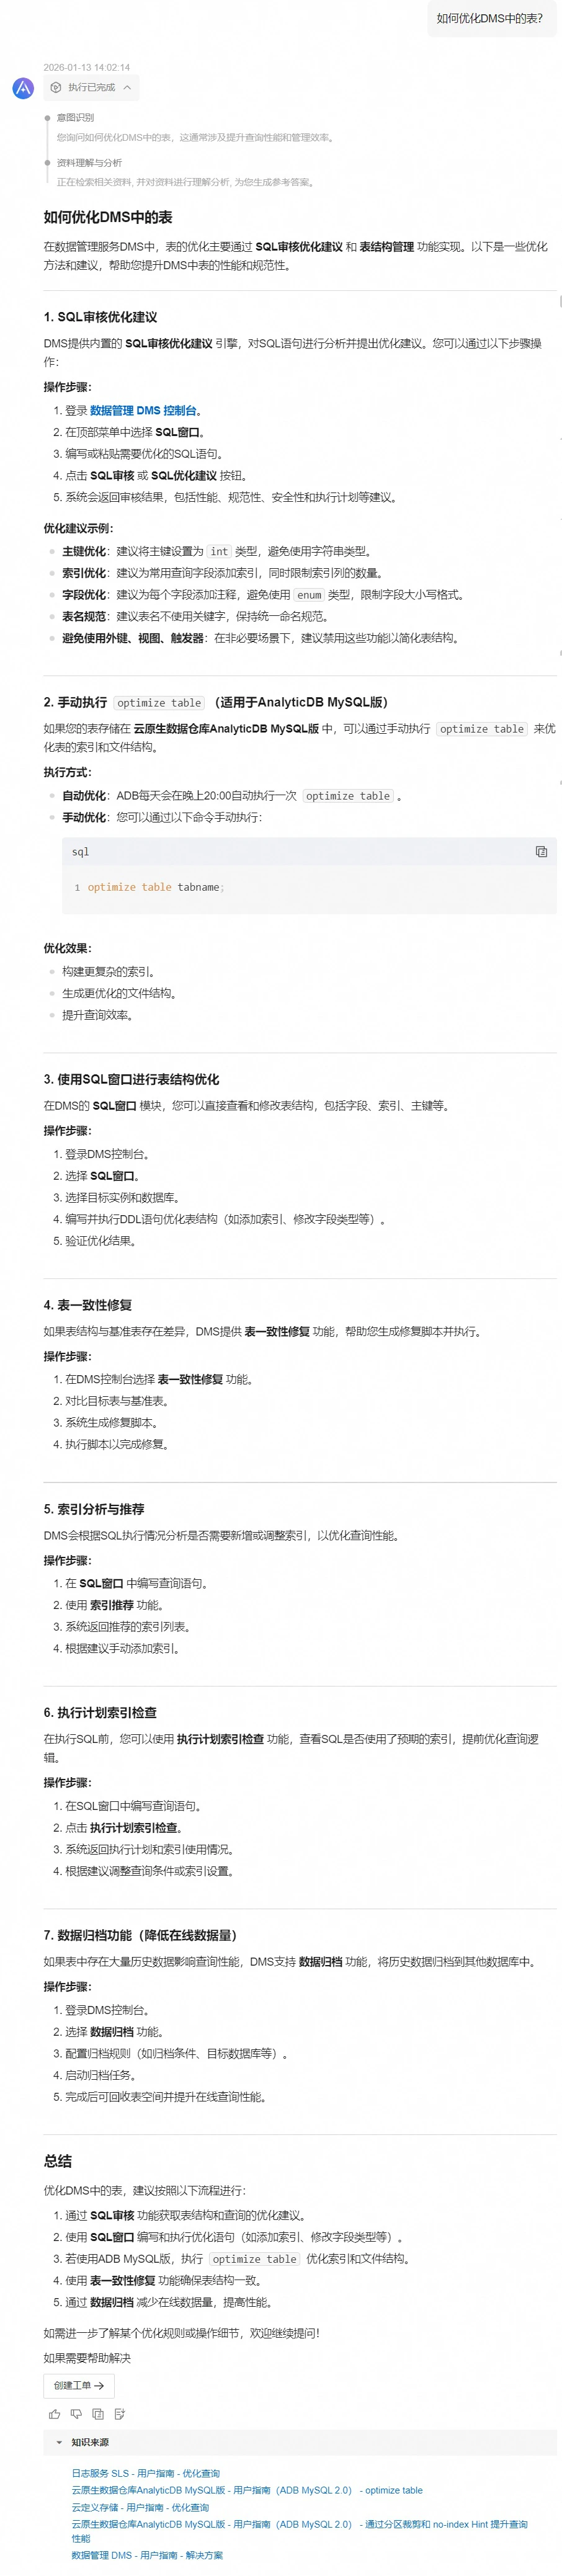 如何优化DMS中的表?
2026-01-13 14:02:14
执行已完成
意图识别
您询问如何优化DMS中的表，这通常涉及提升查询性能和管理效率。
资料理解与分析
正在检索相关资料, 并对资料进行理解分析, 为您生成参考答案。
如何优化DMS中的表
在数据管理服务DMS中，表的优化主要通过 SQL审核优化建议 和 表结构管理 功能实现。以下是一些优化
方法和建议，帮助您提升DMS中表的性能和规范性。
1. SQL审核优化建议
DMS提供内置的 SQL审核优化建议 引擎，对SQL语句进行分析并提出优化建议。您可以通过以下步骤操
作：
操作步骤：
1. 登录 数据管理 DMS 控制台。
2. 在顶部菜单中选择 SQL窗口。
3. 编写或粘贴需要优化的SQL语句。
4. 点击 SQL审核 或 SQL优化建议 按钮。
5. 系统会返回审核结果，包括性能、规范性、安全性和执行计划等建议。
优化建议示例：
主键优化：建议将主键设置为 int 类型，避免使用字符串类型。
索引优化：建议为常用查询字段添加索引，同时限制索引列的数量。
字段优化：建议为每个字段添加注释，避免使用 enum 类型，限制字段大小写格式。
表名规范：建议表名不使用关键字，保持统一命名规范。
避免使用外键、视图、触发器：在非必要场景下，建议禁用这些功能以简化表结构。
2. 手动执行 optimize table （适用于AnalyticDB MySQL版）
如果您的表存储在 云原生数据仓库AnalyticDB MySQL版 中，可以通过手动执行 optimize table 来优
化表的索引和文件结构。
执行方式：
自动优化：ADB每天会在晚上20:00自动执行一次 optimize table 。
手动优化：您可以通过以下命令手动执行：
sql
1 optimize table tabname;
优化效果：
构建更复杂的索引。
生成更优化的文件结构。
提升查询效率。
3. 使用SQL窗口进行表结构优化
在DMS的 SQL窗口 模块，您可以直接查看和修改表结构，包括字段、索引、主键等。
操作步骤：
1. 登录DMS控制台。
2. 选择 SQL窗口。
3. 选择目标实例和数据库。
4. 编写并执行DDL语句优化表结构（如添加索引、修改字段类型等）。
5. 验证优化结果。
4. 表一致性修复
如果表结构与基准表存在差异，DMS提供 表一致性修复 功能，帮助您生成修复脚本并执行。
操作步骤：
1. 在DMS控制台选择 表一致性修复 功能。
2. 对比目标表与基准表。
3. 系统生成修复脚本。
4. 执行脚本以完成修复。
5. 索引分析与推荐
DMS会根据SQL执行情况分析是否需要新增或调整索引，以优化查询性能。
操作步骤：
1. 在 SQL窗口 中编写查询语句。
2. 使用 索引推荐 功能。
3. 系统返回推荐的索引列表。
4. 根据建议手动添加索引。
6. 执行计划索引检查
在执行SQL前，您可以使用 执行计划索引检查 功能，查看SQL是否使用了预期的索引，提前优化查询逻
辑。
操作步骤：
1. 在SQL窗口中编写查询语句。
2. 点击 执行计划索引检查。
3. 系统返回执行计划和索引使用情况。
4. 根据建议调整查询条件或索引设置。
7. 数据归档功能（降低在线数据量）
如果表中存在大量历史数据影响查询性能，DMS支持 数据归档 功能，将历史数据归档到其他数据库中。
操作步骤：
1. 登录DMS控制台。
2. 选择 数据归档 功能。
3. 配置归档规则（如归档条件、目标数据库等）。
4. 启动归档任务。
5. 完成后可回收表空间并提升在线查询性能。
总结
优化DMS中的表，建议按照以下流程进行：
1. 通过 SQL审核 功能获取表结构和查询的优化建议。
2. 使用 SQL窗口 编写和执行优化语句（如添加索引、修改字段类型等）。
3. 若使用ADB MySQL版，执行 optimize table 优化索引和文件结构。
4. 使用 表一致性修复 功能确保表结构一致。
5. 通过 数据归档 减少在线数据量，提高性能。
如需进一步了解某个优化规则或操作细节，欢迎继续提问！
如果需要帮助解决
创建工单→
知识来源
日志服务 SLS - 用户指南 - 优化查询
云原生数据仓库AnalyticDB MySQL版 - 用户指南（ADB MySQL 2.0） - optimize table
云定义存储 - 用户指南 - 优化查询
云原生数据仓库AnalyticDB MySQL版 - 用户指南（ADB MySQL 2.0） - 通过分区裁剪和 no-index Hint 提升查询
性能
数据管理 DMS - 用户指南 - 解决方案